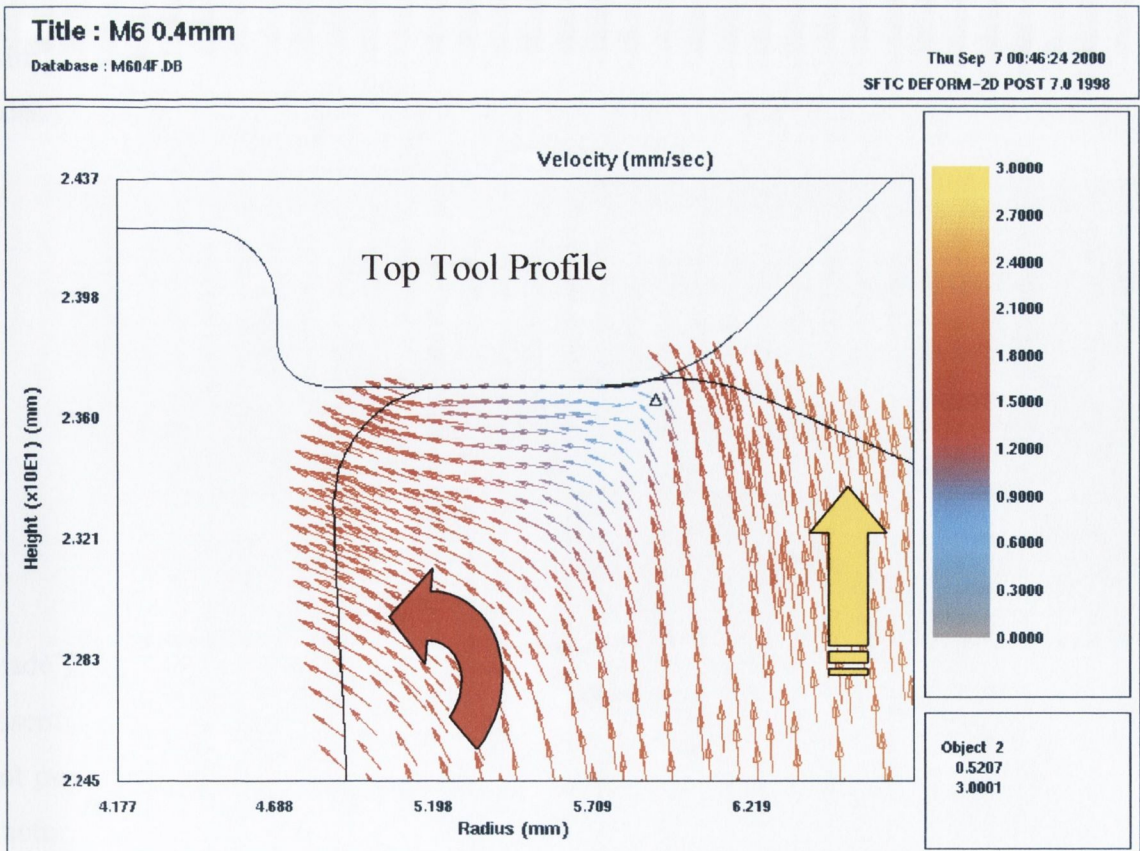 Title : M6 0.4mm
Database : M604F.DB
Thu Sep 7 00:46:24 2000
SFTC DEFORM-2D POST 7.0 1998
Velocity (mm/sec)
Top Tool Profile
Height (x10E1) (mm)
2.437
2.398
2.360
2.321
2.283
2.245
4.177
4.688
5.198
5.709
6.219
Radius (mm)
3.0000
2.7000
2.4000
2.1000
1.8000
1.5000
1.2000
0.9000
0.6000
0.3000
0.0000
Object 2
0.5207
3.0001